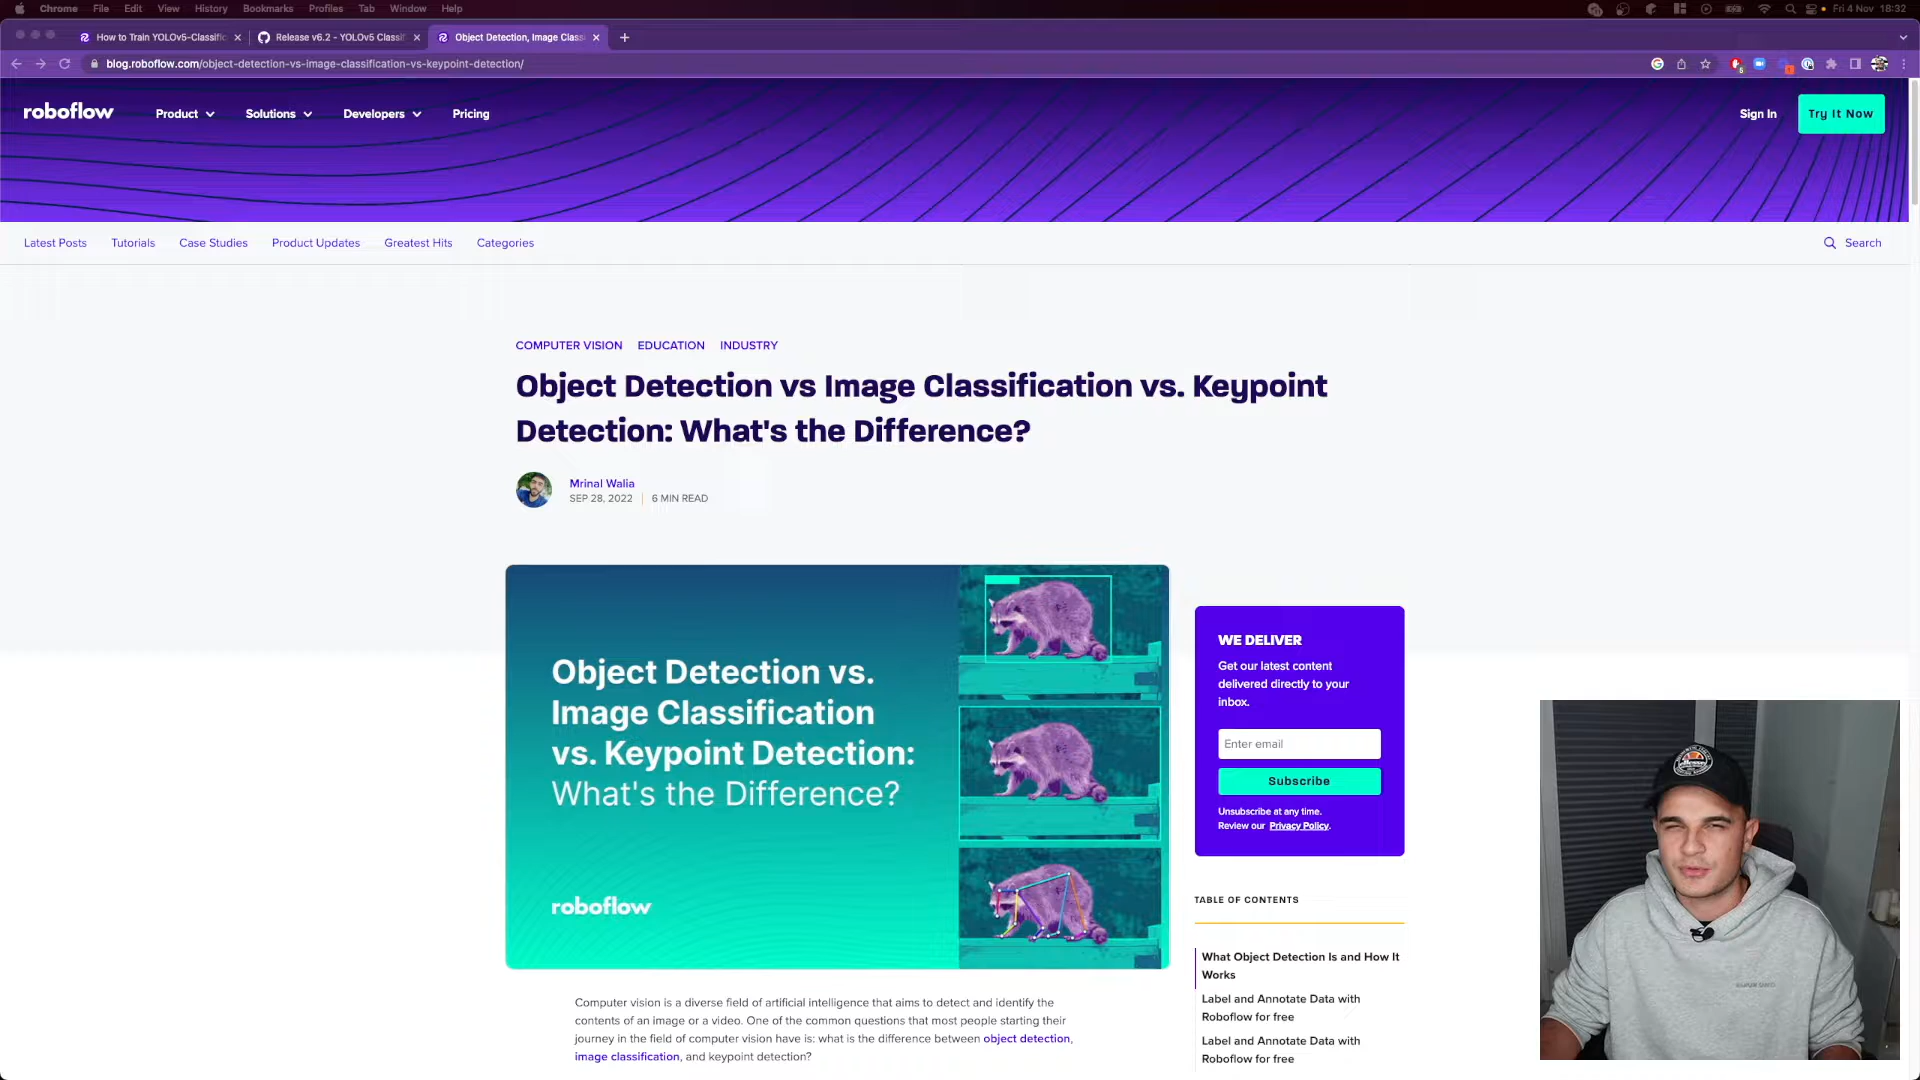 Chrome File Edit View History Bookmarks Profiles Tab Window Help
Fri 4 Nov 18:32
How to Train YOLOv5-Classific
Release v6.2 - YOLOv5 Classif
Object Detection, Image Class
blog.roboflow.com/object-detection-vs-image-classification-vs-keypoint-detection/
roboflow
Product
Solutions
Developers
Pricing
Sign In
Try It Now
Latest Posts
Tutorials
Case Studies
Product Updates
Greatest Hits
Categories
Search
COMPUTER VISION EDUCATION INDUSTRY
Object Detection vs Image Classification vs. Keypoint
Detection: What's the Difference?
Mrinal Walia
SEP 28, 2022 | 6 MIN READ
Object Detection vs.
Image Classification
vs. Keypoint Detection:
What's the Difference?
roboflow
WE DELIVER
Get our latest content
delivered directly to your
inbox.
Enter email
Subscribe
Unsubscribe at any time.
Review our Privacy Policy.
TABLE OF CONTENTS
What Object Detection Is and How It
Works
Label and Annotate Data with
Roboflow for free
Label and Annotate Data with
Roboflow for free
Computer vision is a diverse field of artificial intelligence that aims to detect and identify the
contents of an image or a video. One of the common questions that most people starting their
journey in the field of computer vision have is: what is the difference between object detection,
image classification, and keypoint detection?